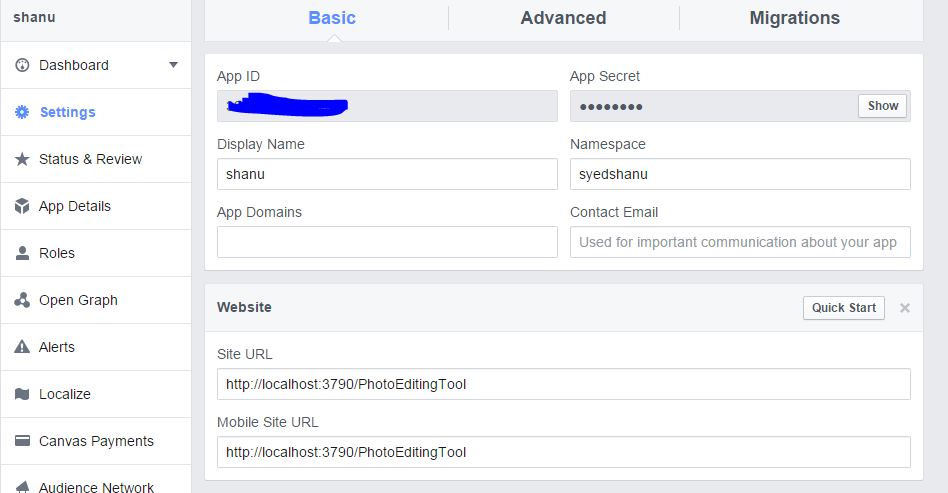 shanu
Dashboard
Settings
Status & Review
App Details
Roles
Open Graph
Alerts
Localize
Canvas Payments
Audience Network
Basic Advanced Migrations
App ID App Secret
Show
Display Name Namespace
shanu syedshanu
App Domains Contact Email
Used for important communication about your app
Website Quick Start
Site URL
http://localhost:3790/PhotoEditingTool
Mobile Site URL
http://localhost:3790/PhotoEditingTool